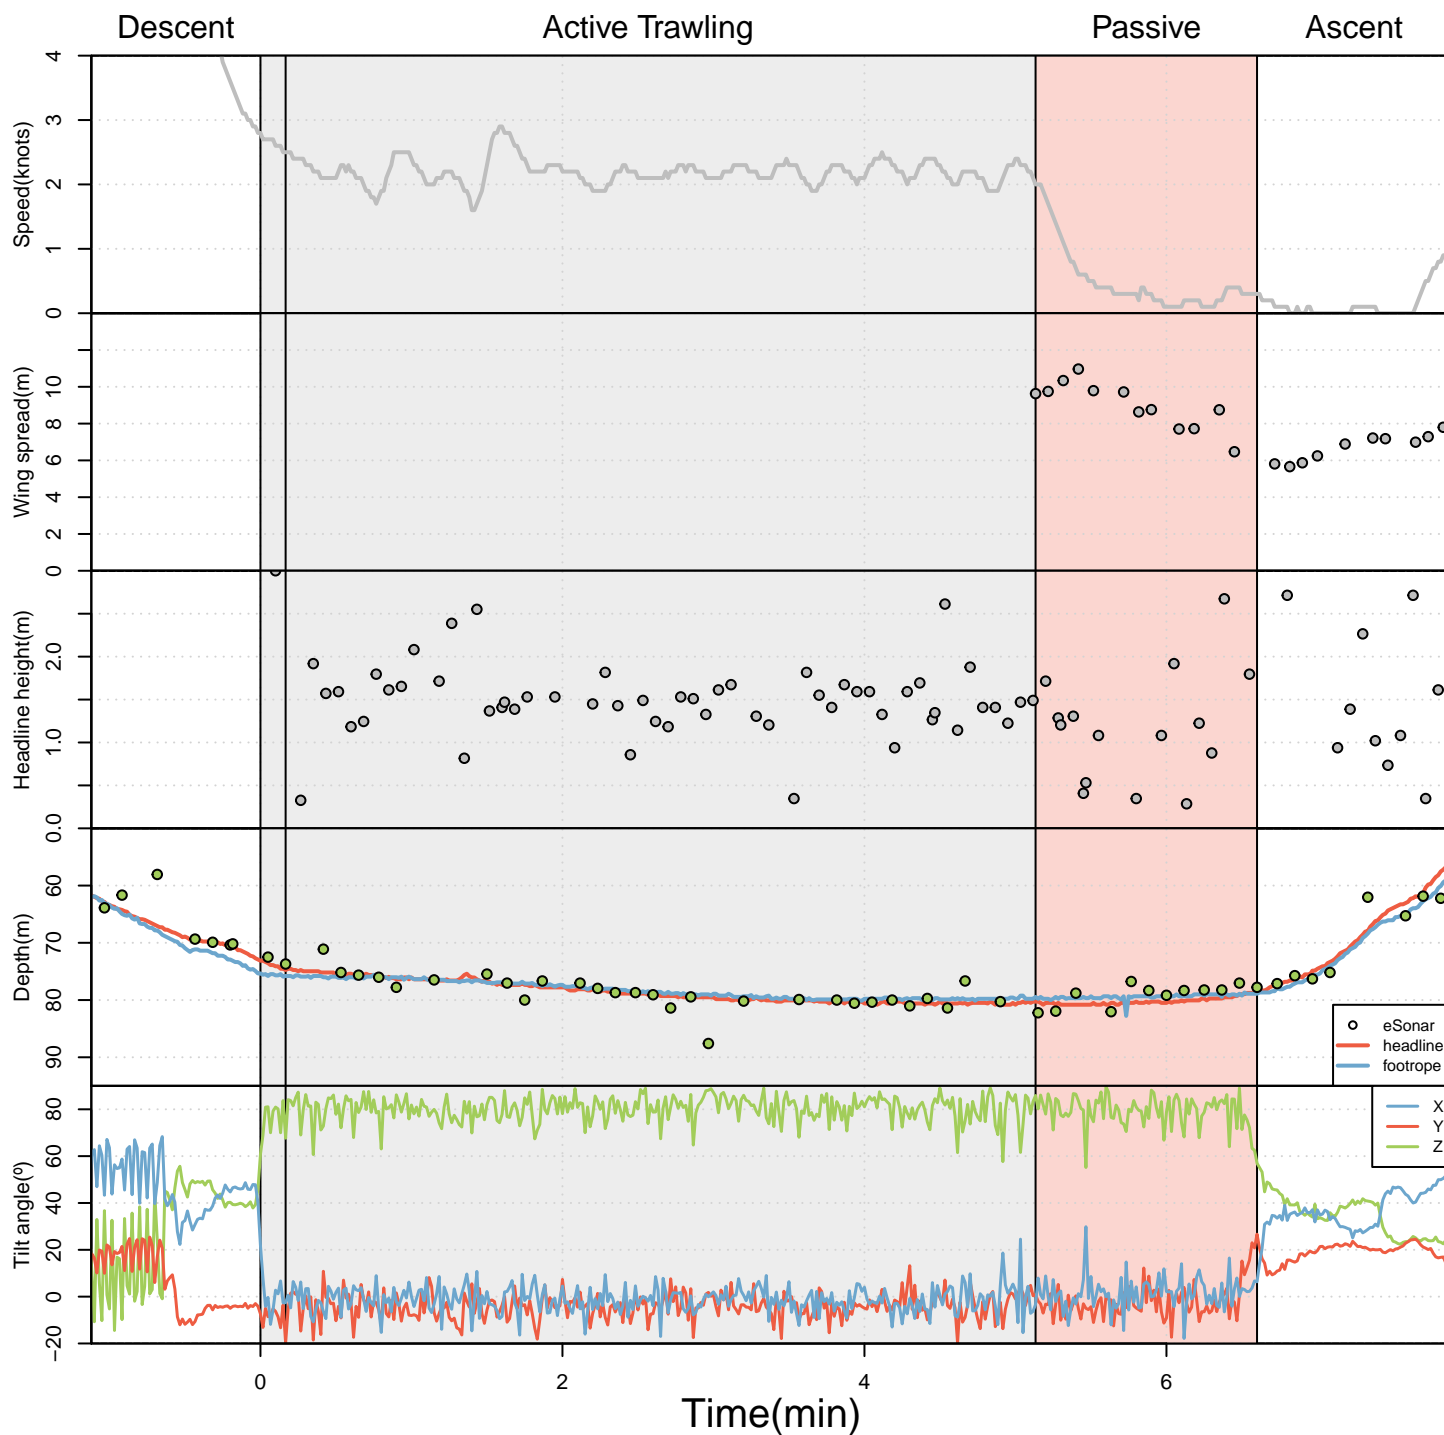 Descent Active Trawling Passive Ascent
Speed(knots)
4
3
2
1
0
Wing spread(m)
10
8
6
4
2
0
Headline height(m)
2.0
1.0
0.0
Depth(m)
60
70
80
90
eSonar
headline
footrope
Tilt angle(º)
80
60
40
20
0
−20
X
Y
Z
0 2 4 6
Time(min)